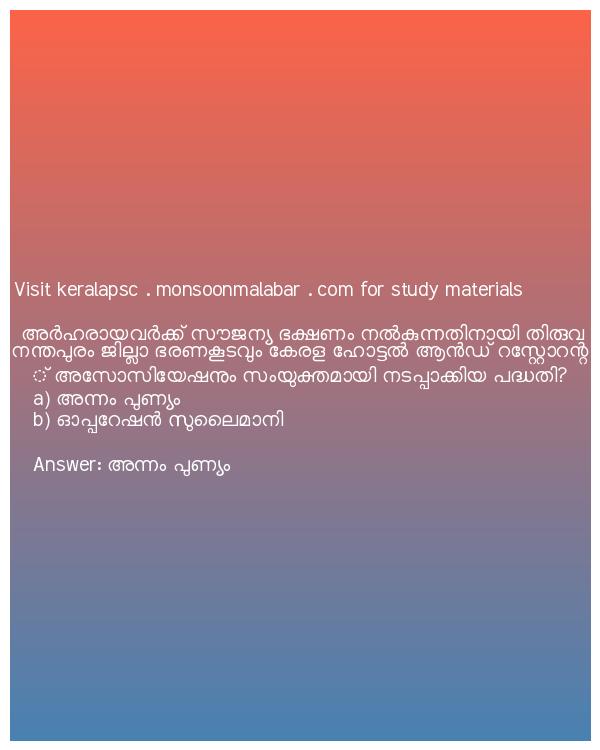 Visit keralapsc . monsoonmalabar . com for study materials
അർഹരായവർക്ക് സൗജന്യ ഭക്ഷണം നൽകുന്നതിനായി തിരുവ
നന്തപുരം ജില്ലാ ഭരണകൂടവും കേരള ഹോട്ടൽ ആൻഡ് റസ്റ്റോറന്റ
് അസോസിയേഷനും സംയുക്തമായി നടപ്പാക്കിയ പദ്ധതി?
a) അന്നം പുണ്യം
b) ഓപ്പറേഷൻ സുലൈമാനി
Answer: അന്നം പുണ്യം